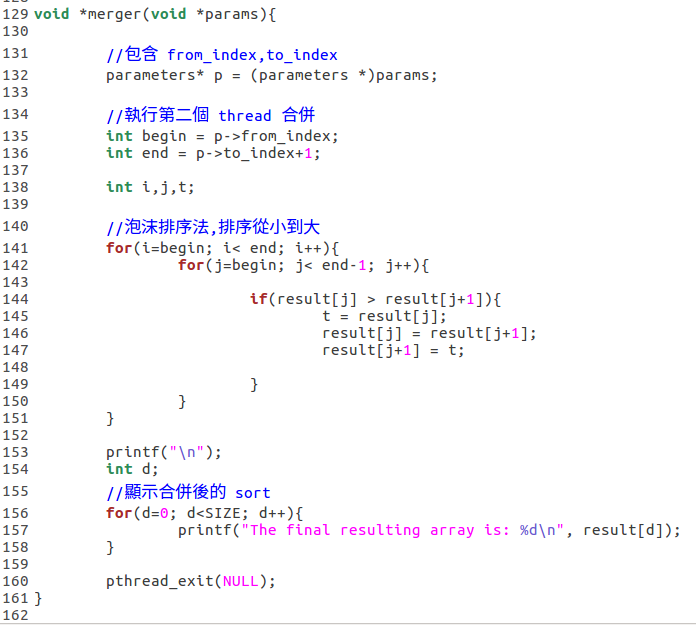 129 void *merger(void *params){
130
131         //包含 from_index,to_index
132         parameters* p = (parameters *)params;
133
134         //執行第二個 thread 合併
135         int begin = p->from_index;
136         int end = p->to_index+1;
137
138         int i,j,t;
139
140         //泡沫排序法,排序從小到大
141         for(i=begin; i< end; i++){
142                 for(j=begin; j< end-1; j++){
143
144                         if(result[j] > result[j+1]){
145                                 t = result[j];
146                                 result[j] = result[j+1];
147                                 result[j+1] = t;
148
149                         }
150                 }
151         }
152
153         printf("\n");
154         int d;
155         //顯示合併後的 sort
156         for(d=0; d<SIZE; d++){
157                 printf("The final resulting array is: %d\n", result[d]);
158         }
159
160         pthread_exit(NULL);
161 }
162